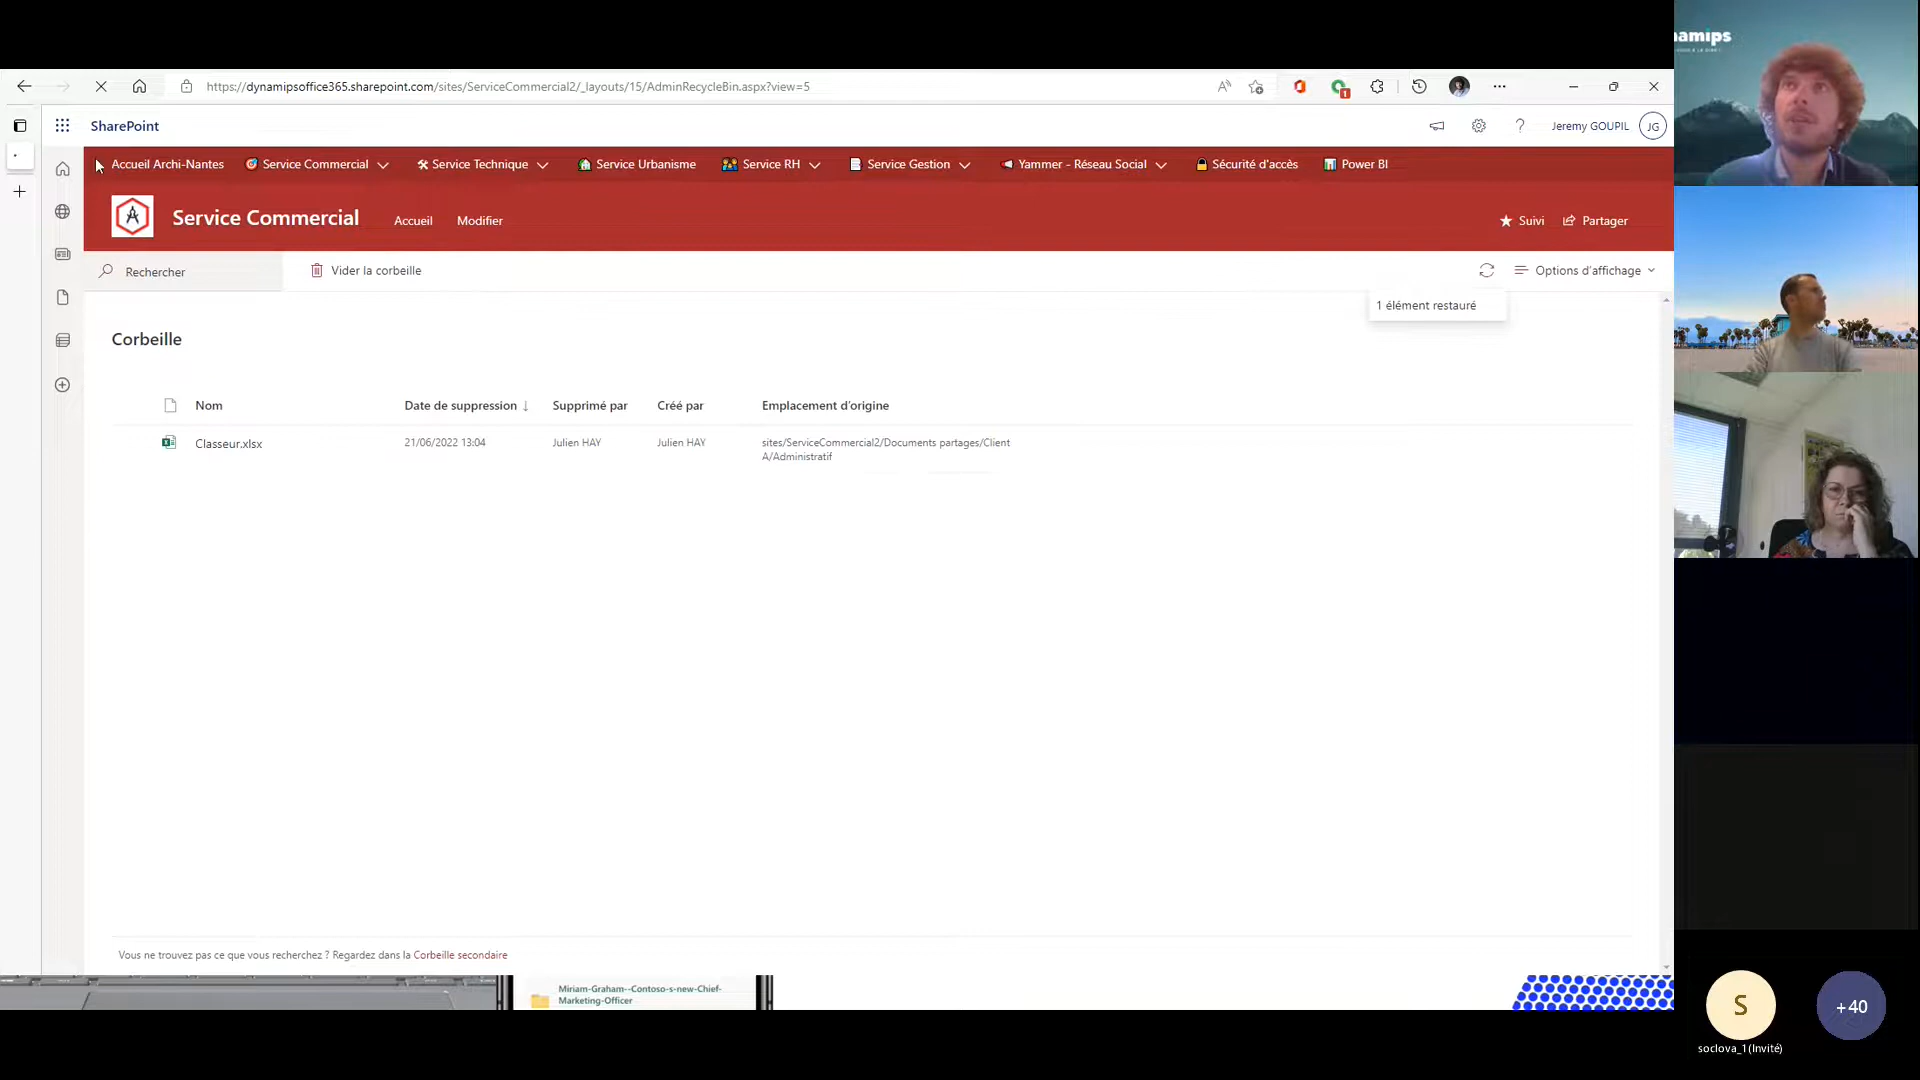 https://dynamipsoffice365.sharepoint.com/sites/ServiceCommercial2/_layouts/15/AdminRecycleBin.aspx?view=5
SharePoint
Jeremy GOUPIL
JG
Accueil Archi-Nantes
Service Commercial
Service Technique
Service Urbanisme
Service RH
Service Gestion
Yammer - Réseau Social
Sécurité d'accès
Power BI
Service Commercial
Accueil
Modifier
Suivi
Partager
Rechercher
Vider la corbeille
Options d'affichage
1 élément restauré
Corbeille
Nom
Date de suppression ↓
Supprimé par
Créé par
Emplacement d'origine
Classeur.xlsx
21/06/2022 13:04
Julien HAY
Julien HAY
sites/ServiceCommercial2/Documents partages/Client
A/Administratif
Vous ne trouvez pas ce que vous recherchez ? Regardez dans la Corbeille secondaire
Miriam-Graham--Contoso-s-new-Chief-
Marketing-Officer
namips
S
+40
soclova_1(Invité)